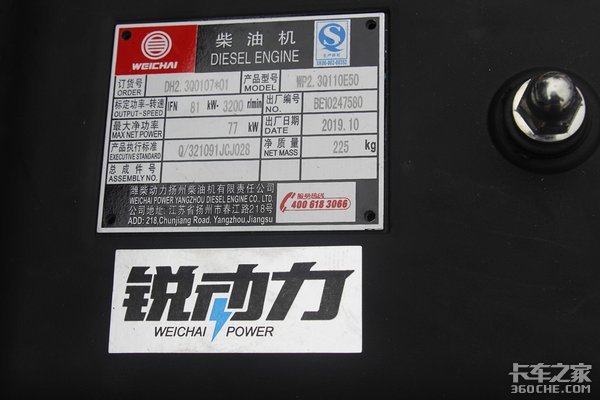 WEICHAI
柴油机
DIESEL ENGINE
订货号
ORDER NO. DH2.3Q0107*01 产品型号
MODEL WP2.3Q110E50
标定功率-转速
OUTPUT-SPEED IFN 81 kW- 3200 r/min 出厂编号
NO. BE10247580
最大净功率
MAX NET POWER 77 kW 出厂日期
DATE 2019.10
产品执行标准
EXECUTIVE STANDARD Q/321091JCJ028 净质量
NET MASS 225 kg
总成件号
ASSEMBLY NO.
潍柴动力扬州柴油机有限责任公司
WEICHAI POWER YANGZHOU DIESEL ENGINE CO., LTD
公司地址: 江苏省扬州市春江路218号
ADD: 218,Chunjiang Road, Yangzhou,Jiangsu
400 618 3066
锐动力
WEICHAI POWER
卡车之家
360CHE.COM